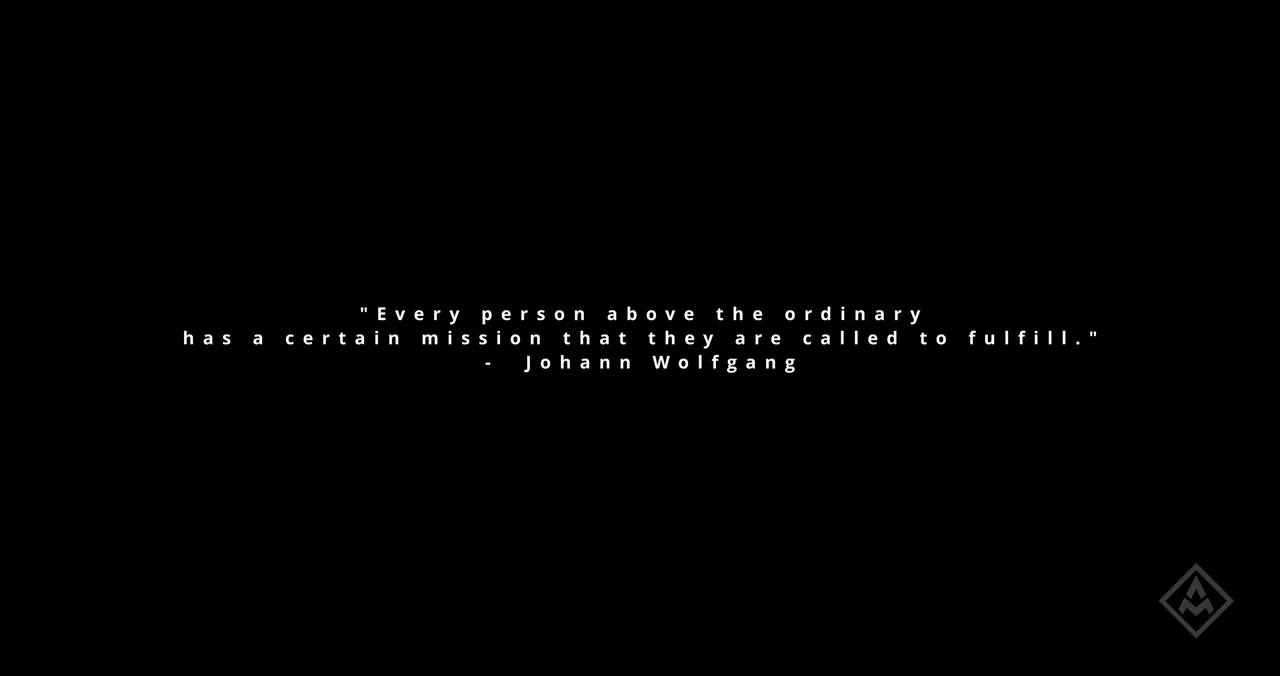 "Every person above the ordinary
has a certain mission that they are called to fulfill."
- Johann Wolfgang